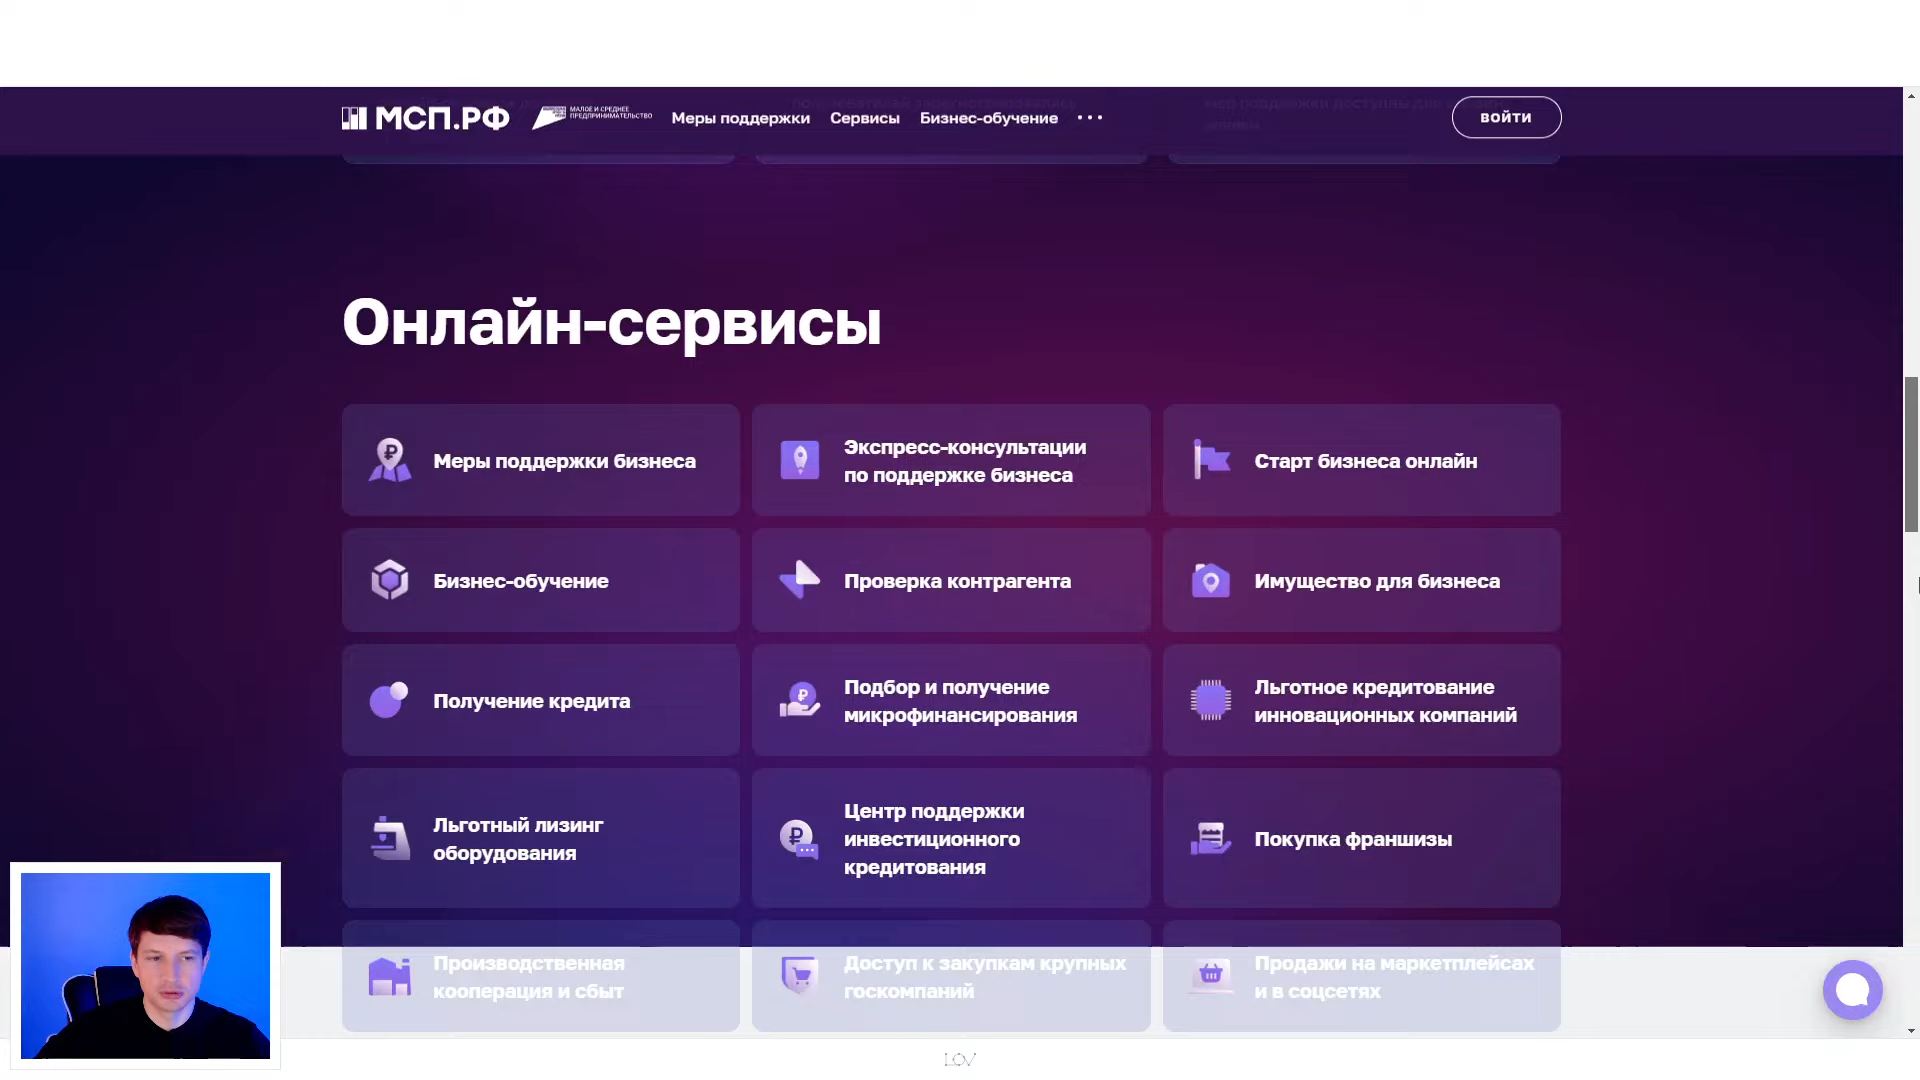 МСП.РФ
МАЛОЕ И СРЕДНЕЕ
ПРЕДПРИНИМАТЕЛЬСТВО
Меры поддержки
Сервисы
Бизнес-обучение
ВОЙТИ
Онлайн-сервисы
Меры поддержки бизнеса
Экспресс-консультации
по поддержке бизнеса
Старт бизнеса онлайн
Бизнес-обучение
Проверка контрагента
Имущество для бизнеса
Получение кредита
Подбор и получение
микрофинансирования
Льготное кредитование
инновационных компаний
Льготный лизинг
оборудования
Центр поддержки
инвестиционного
кредитования
Покупка франшизы
Производственная
кооперация и сбыт
Доступ к закупкам крупных
госкомпаний
Продажи на маркетплейсах
и в соцсетях
LOV